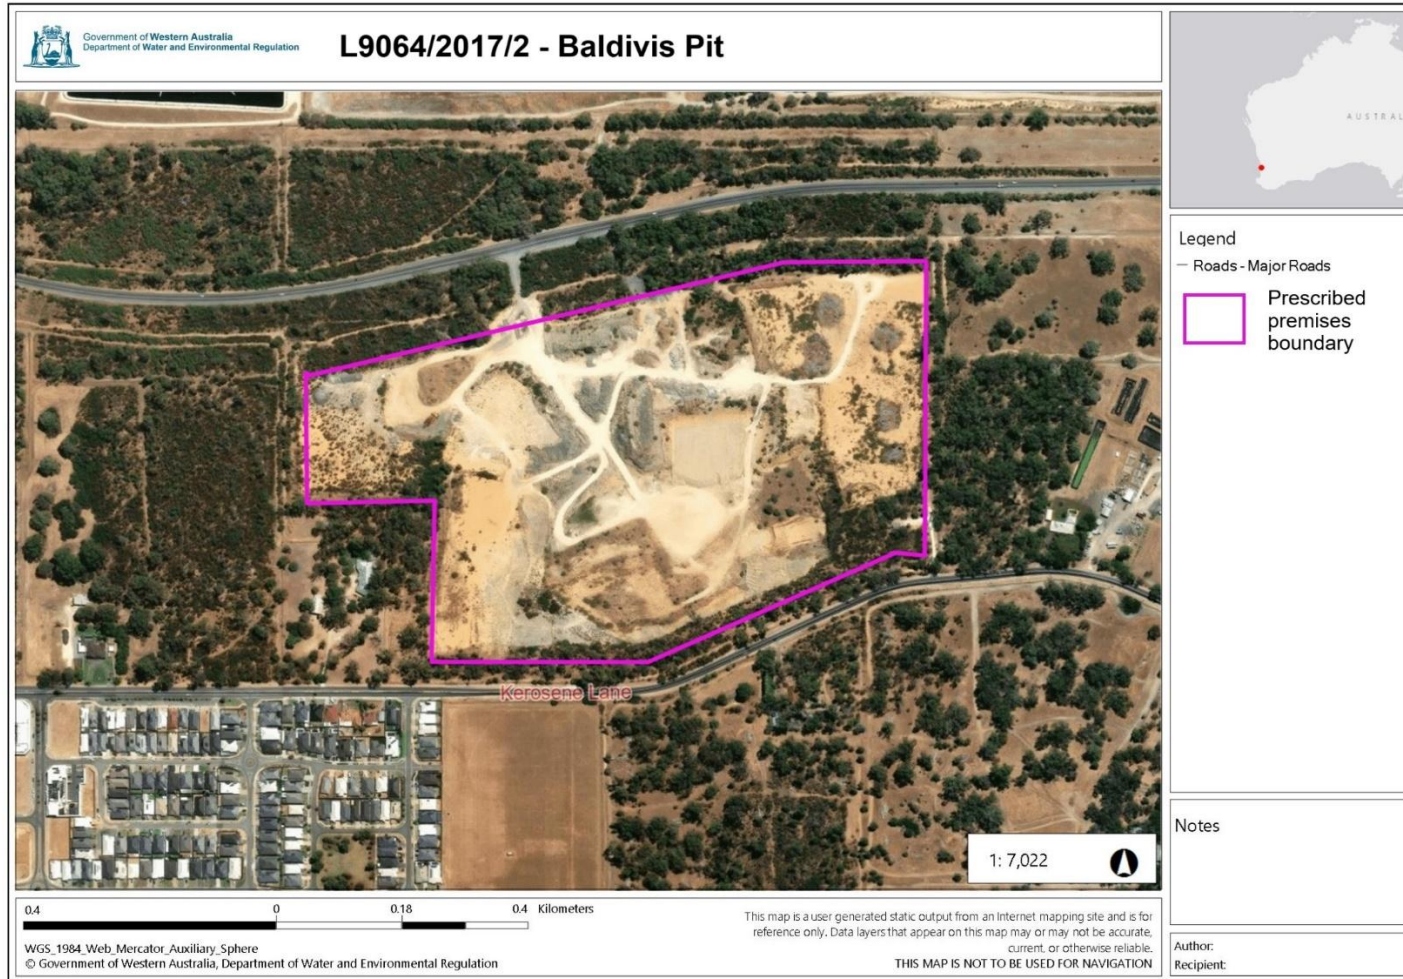 Government of Western Australia
Department of Water and Environmental Regulation
L9064/2017/2 - Baldivis Pit
AUSTRAL
Legend
Roads - Major Roads
Prescribed
premises
boundary
Kerosene Lane
1: 7,022
Notes
0.4 0 0.18 0.4 Kilometers
WGS_1984_Web_Mercator_Auxiliary_Sphere
© Government of Western Australia, Department of Water and Environmental Regulation
This map is a user generated static output from an Internet mapping site and is for
reference only. Data layers that appear on this map may or may not be accurate,
current, or otherwise reliable.
THIS MAP IS NOT TO BE USED FOR NAVIGATION
Author:
Recipient: